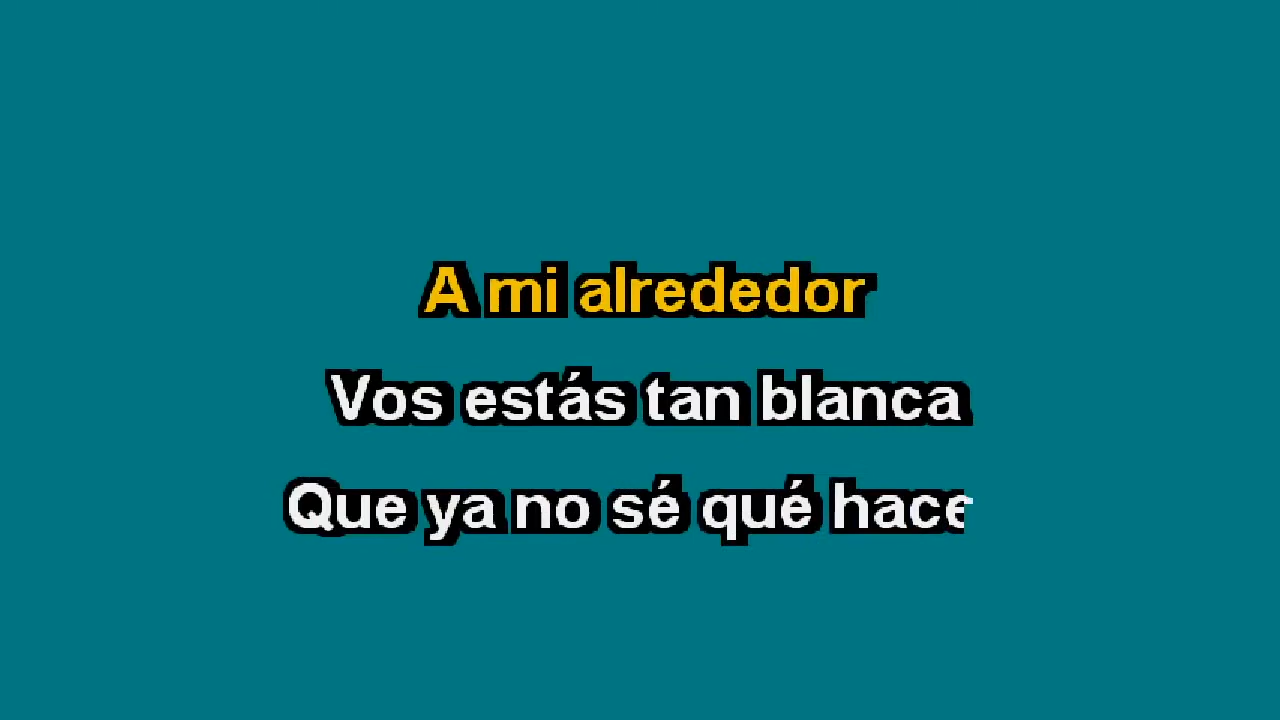 A mi alrededor
Vos estás tan blanca
Que ya no sé qué hace